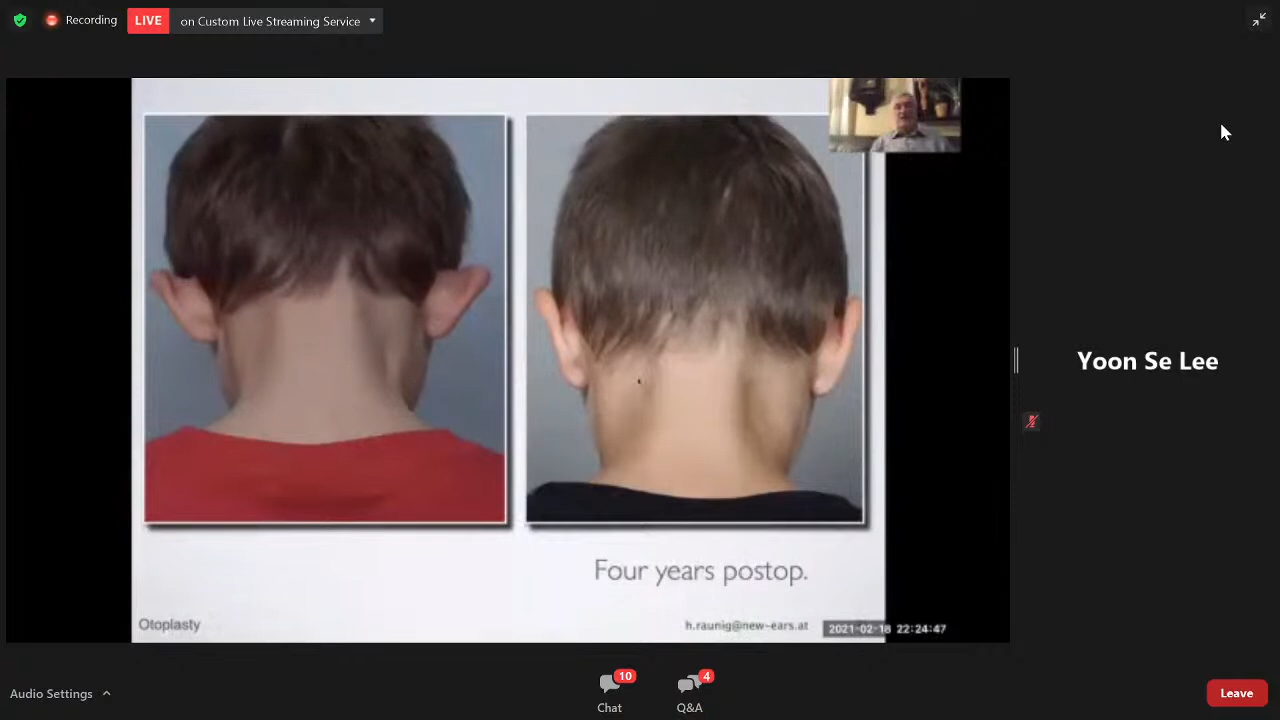 Recording
LIVE
on Custom Live Streaming Service
Yoon Se Lee
Four years postop.
Otoplasty
h.raunig@new-ears.at
2021-02-18 22:24:47
Audio Settings
10
Chat
4
Q&A
Leave